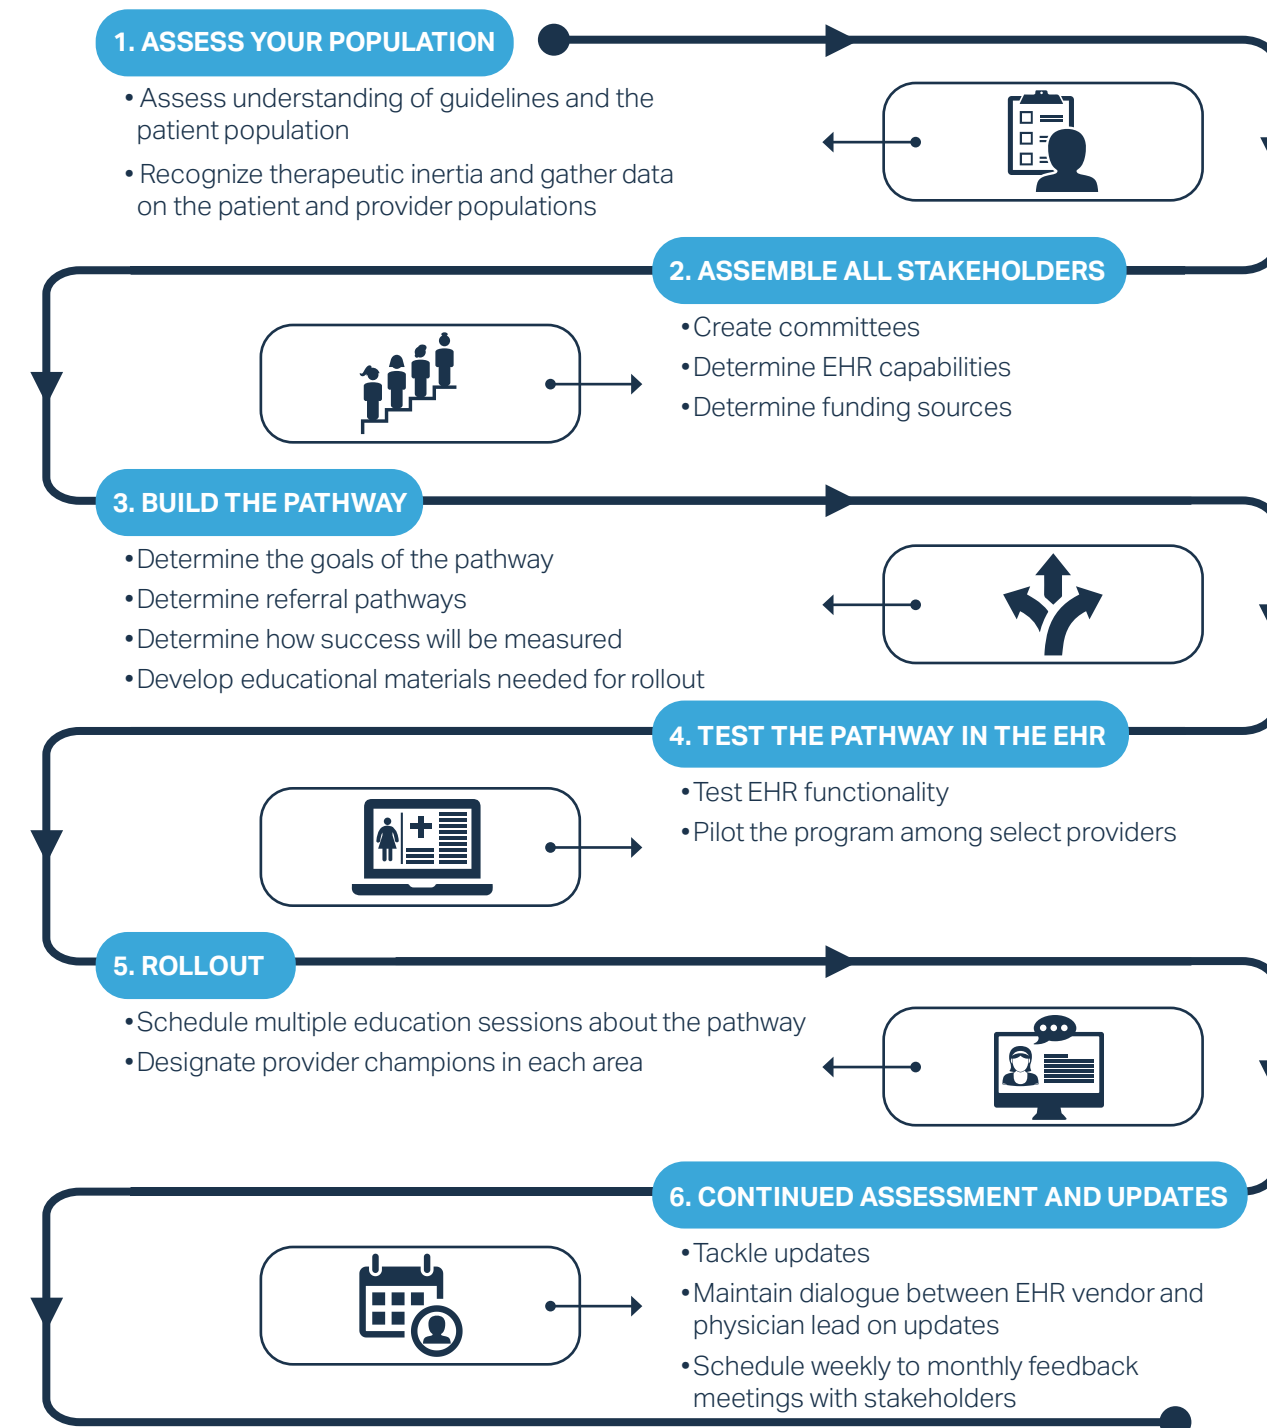 1. ASSESS YOUR POPULATION
• Assess understanding of guidelines and the
patient population
• Recognize therapeutic inertia and gather data
on the patient and provider populations
2. ASSEMBLE ALL STAKEHOLDERS
• Create committees
• Determine EHR capabilities
• Determine funding sources
3. BUILD THE PATHWAY
• Determine the goals of the pathway
• Determine referral pathways
• Determine how success will be measured
• Develop educational materials needed for rollout
4. TEST THE PATHWAY IN THE EHR
• Test EHR functionality
• Pilot the program among select providers
5. ROLLOUT
• Schedule multiple education sessions about the pathway
• Designate provider champions in each area
6. CONTINUED ASSESSMENT AND UPDATES
• Tackle updates
• Maintain dialogue between EHR vendor and
physician lead on updates
• Schedule weekly to monthly feedback
meetings with stakeholders